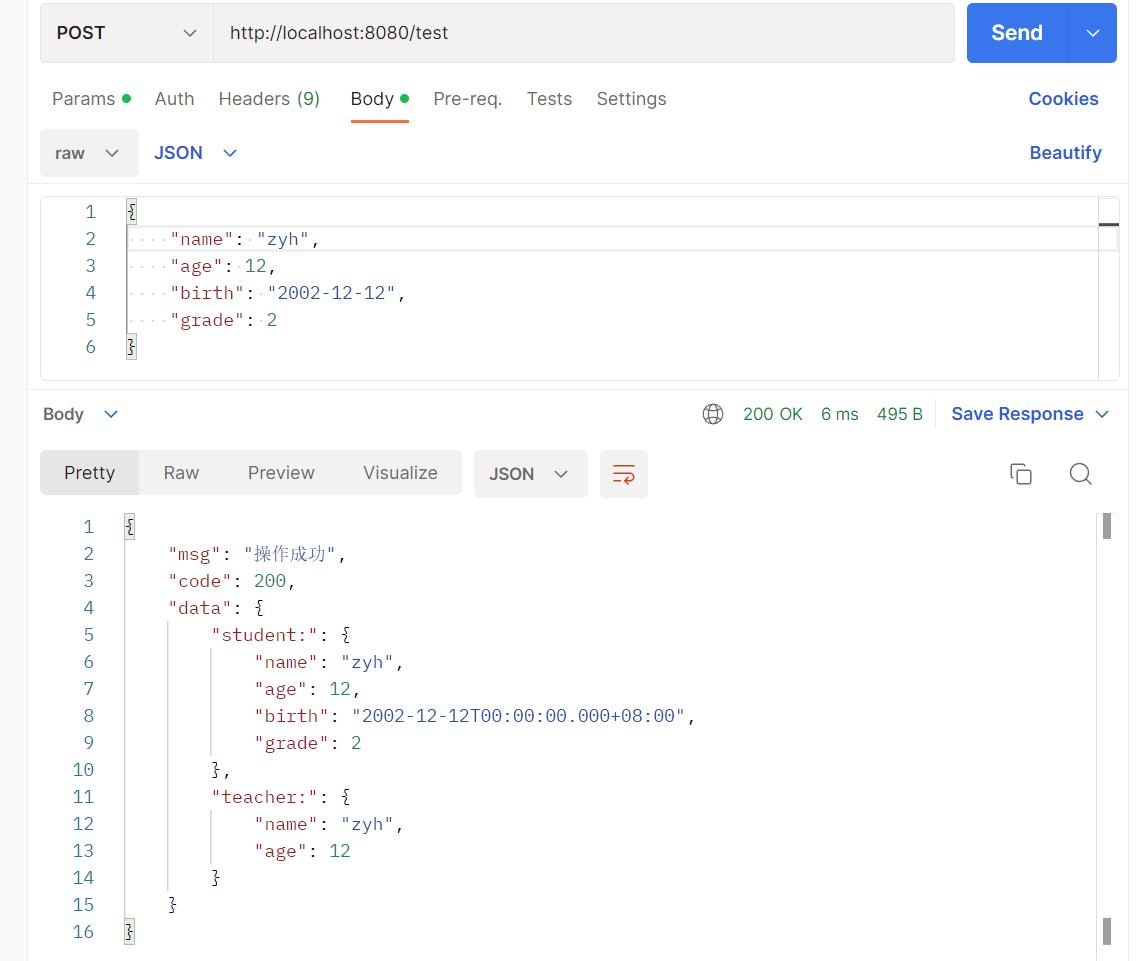 POST http://localhost:8080/test Send
Params Auth Headers (9) Body Pre-req. Tests Settings Cookies
raw JSON Beautify
1 {
2 "name": "zyh",
3 "age": 12,
4 "birth": "2002-12-12",
5 "grade": 2
6 }
Body 200 OK 6 ms 495 B Save Response
Pretty Raw Preview Visualize JSON
1 {
2 "msg": "操作成功",
3 "code": 200,
4 "data": {
5 "student:": {
6 "name": "zyh",
7 "age": 12,
8 "birth": "2002-12-12T00:00:00.000+08:00",
9 "grade": 2
10 },
11 "teacher:": {
12 "name": "zyh",
13 "age": 12
14 }
15 }
16 }